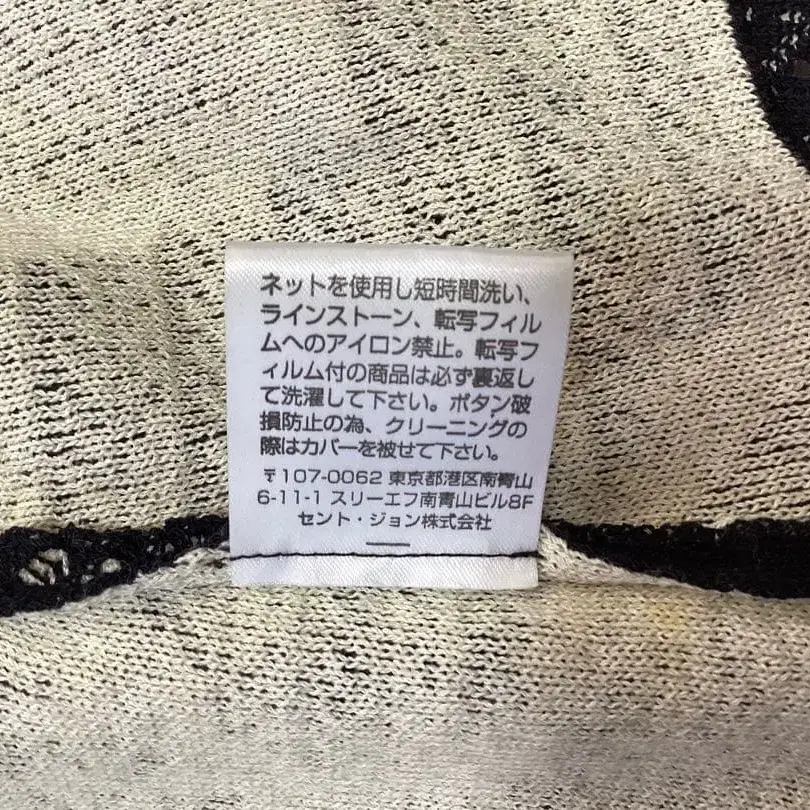 ネットを使用し短時間洗い、
ラインストーン、転写フィル
ムへのアイロン禁止。転写フ
ィルム付の商品は必ず裏返し
て洗濯して下さい。ボタン破
損防止の為、クリーニングの
際はカバーを被せて下さい。
〒107-0062 東京都港区南青山
6-11-1 スリーエフ南青山ビル8F
セント・ジョン株式会社